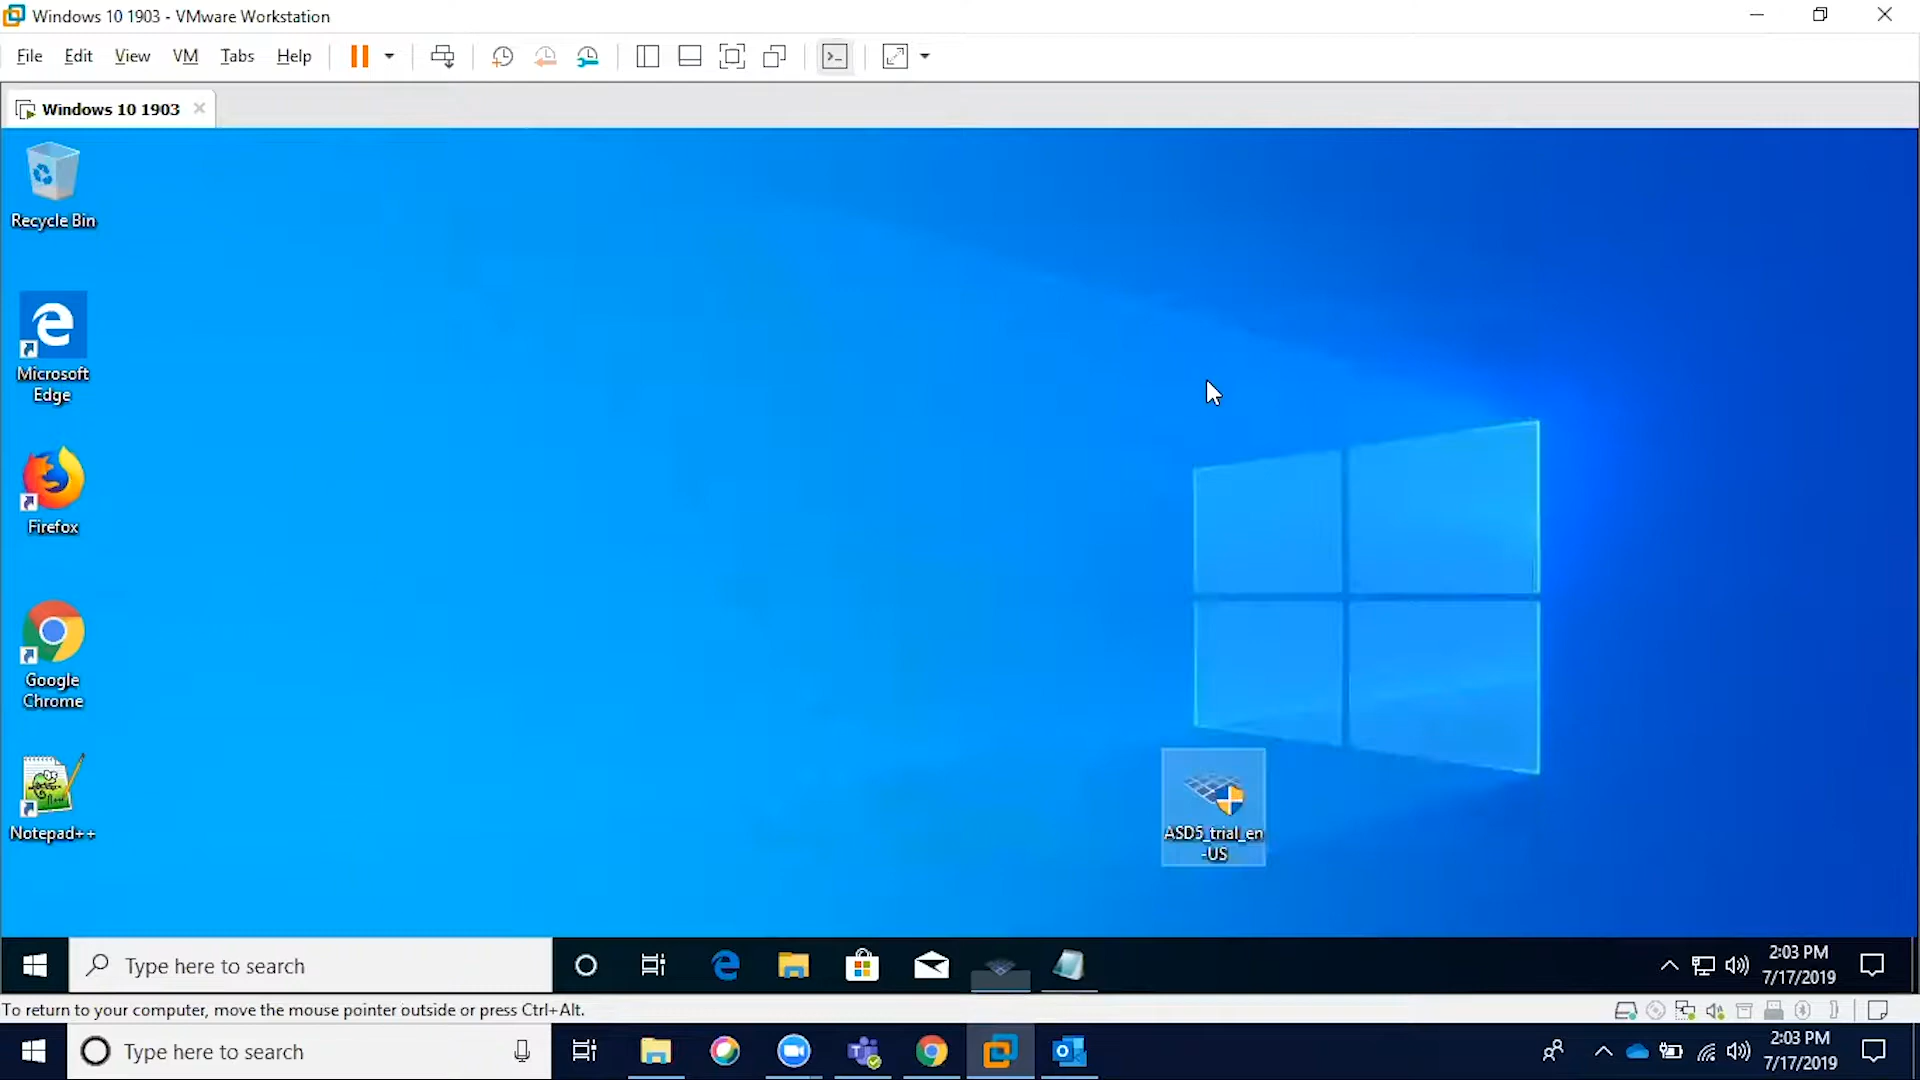 Windows 10 1903 - VMware Workstation
File Edit View VM Tabs Help
Windows 10 1903
Recycle Bin
Microsoft
Edge
Firefox
Google
Chrome
Notepad++
ASD5_trial_en
-US
Type here to search
2:03 PM
7/17/2019
To return to your computer, move the mouse pointer outside or press Ctrl+Alt.
Type here to search
2:03 PM
7/17/2019